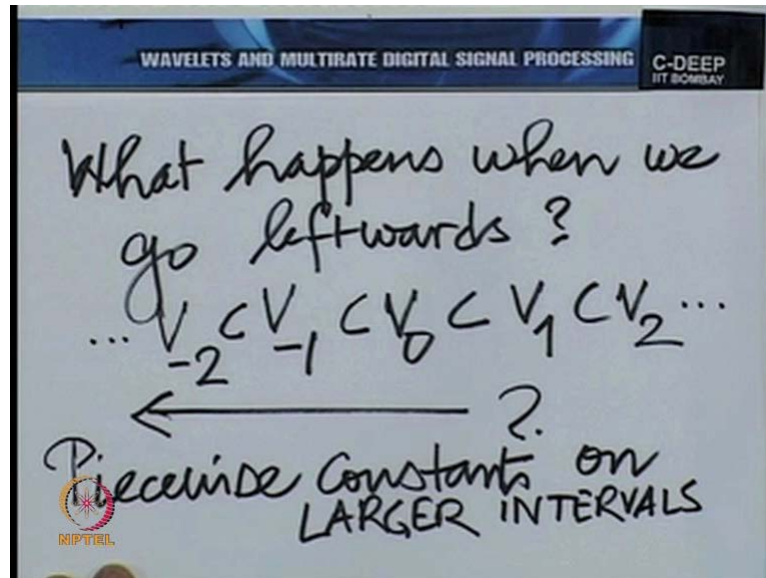 WAVELETS AND MULTIRATE DIGITAL SIGNAL PROCESSING
C-DEEP
IIT BOMBAY
What happens when we
go leftwards?
... V₋₂ ⊂ V₋₁ ⊂ V₀ ⊂ V₁ ⊂ V₂ ...
← ?
Piecewise Constants on
LARGER INTERVALS
NPTEL